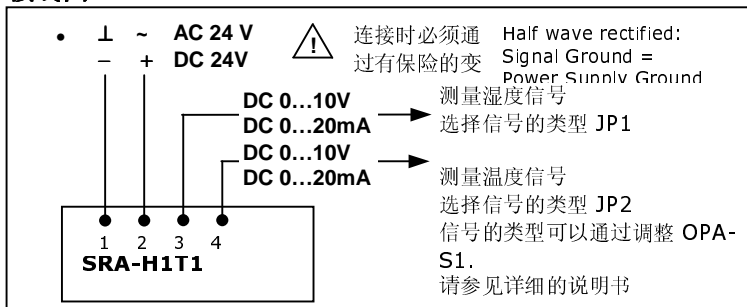 ⊥ ~ AC 24 V
– + DC 24V
!
连接时必须通
过有保险的变
Half wave rectified:
Signal Ground =
Power Supply Ground
DC 0…10V
DC 0…20mA
测量湿度信号
选择信号的类型 JP1
DC 0…10V
DC 0…20mA
测量温度信号
选择信号的类型 JP2
信号的类型可以通过调整 OPA-
S1.
请参见详细的说明书
1 2 3 4
SRA-H1T1